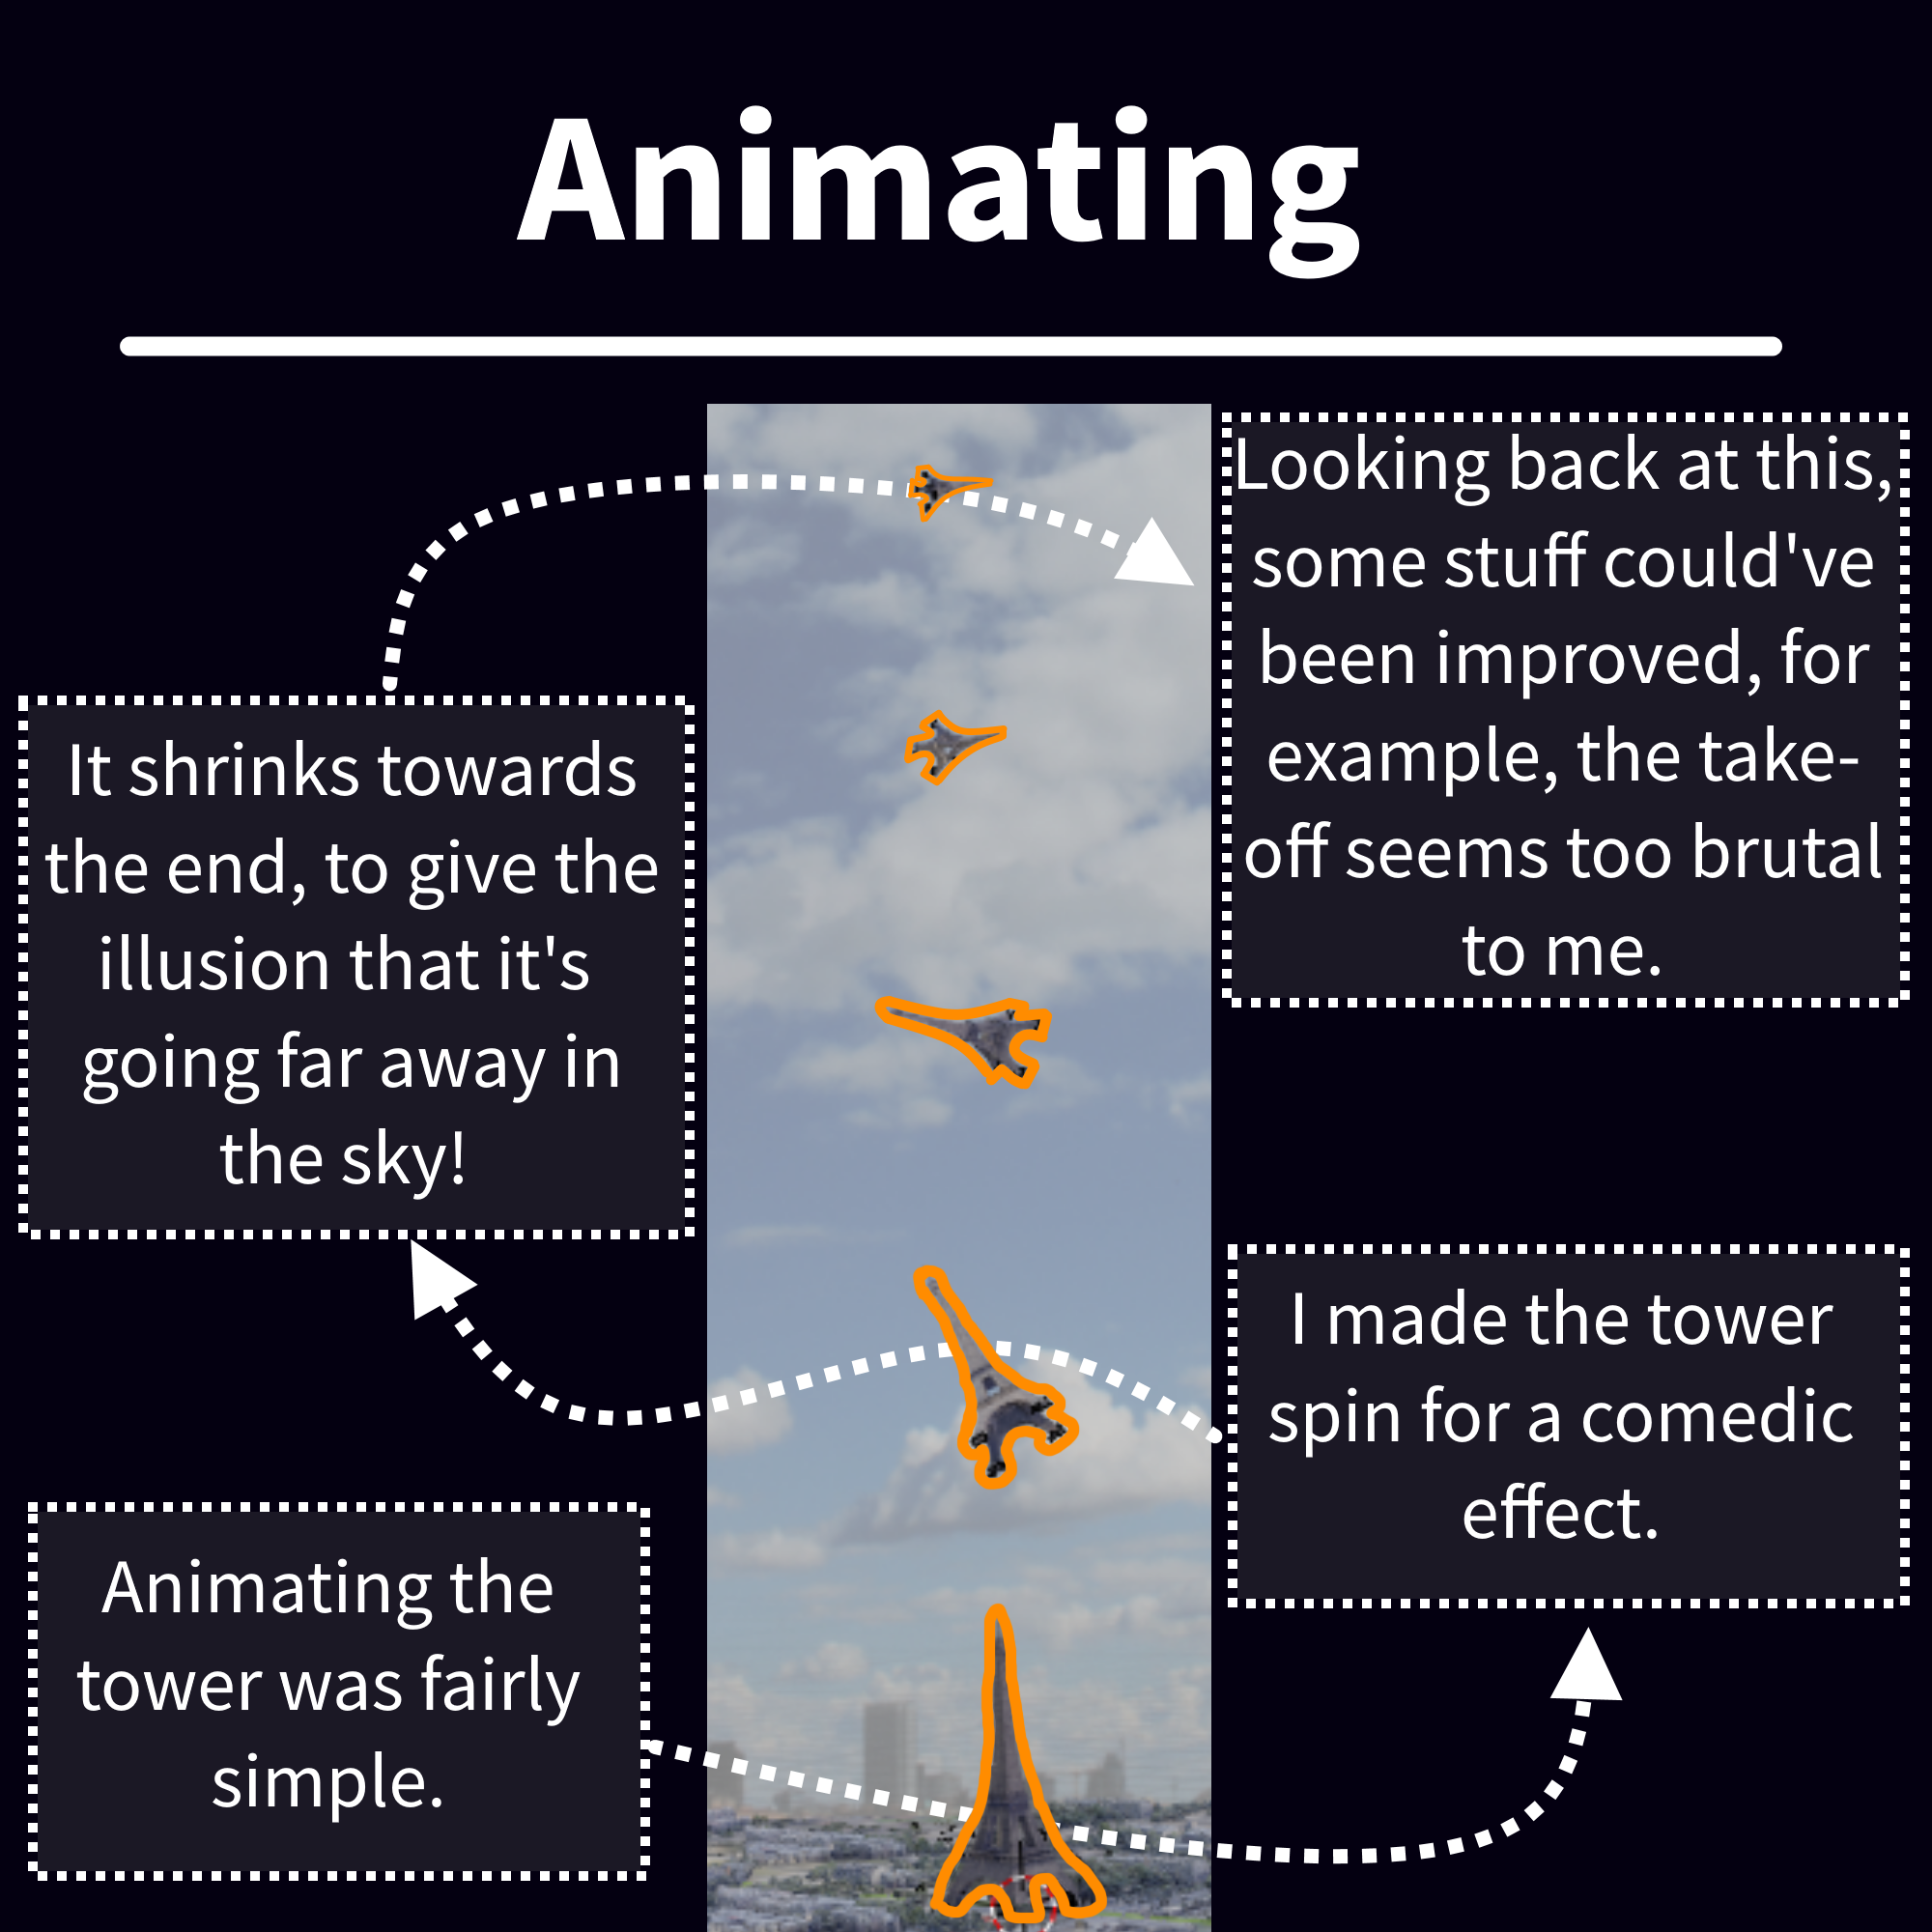 Animating
Animating the
tower was fairly
simple.
I made the tower
spin for a comedic
effect.
It shrinks towards
the end, to give the
illusion that it's
going far away in
the sky!
Looking back at this,
some stuff could've
been improved, for
example, the take-
off seems too brutal
to me.